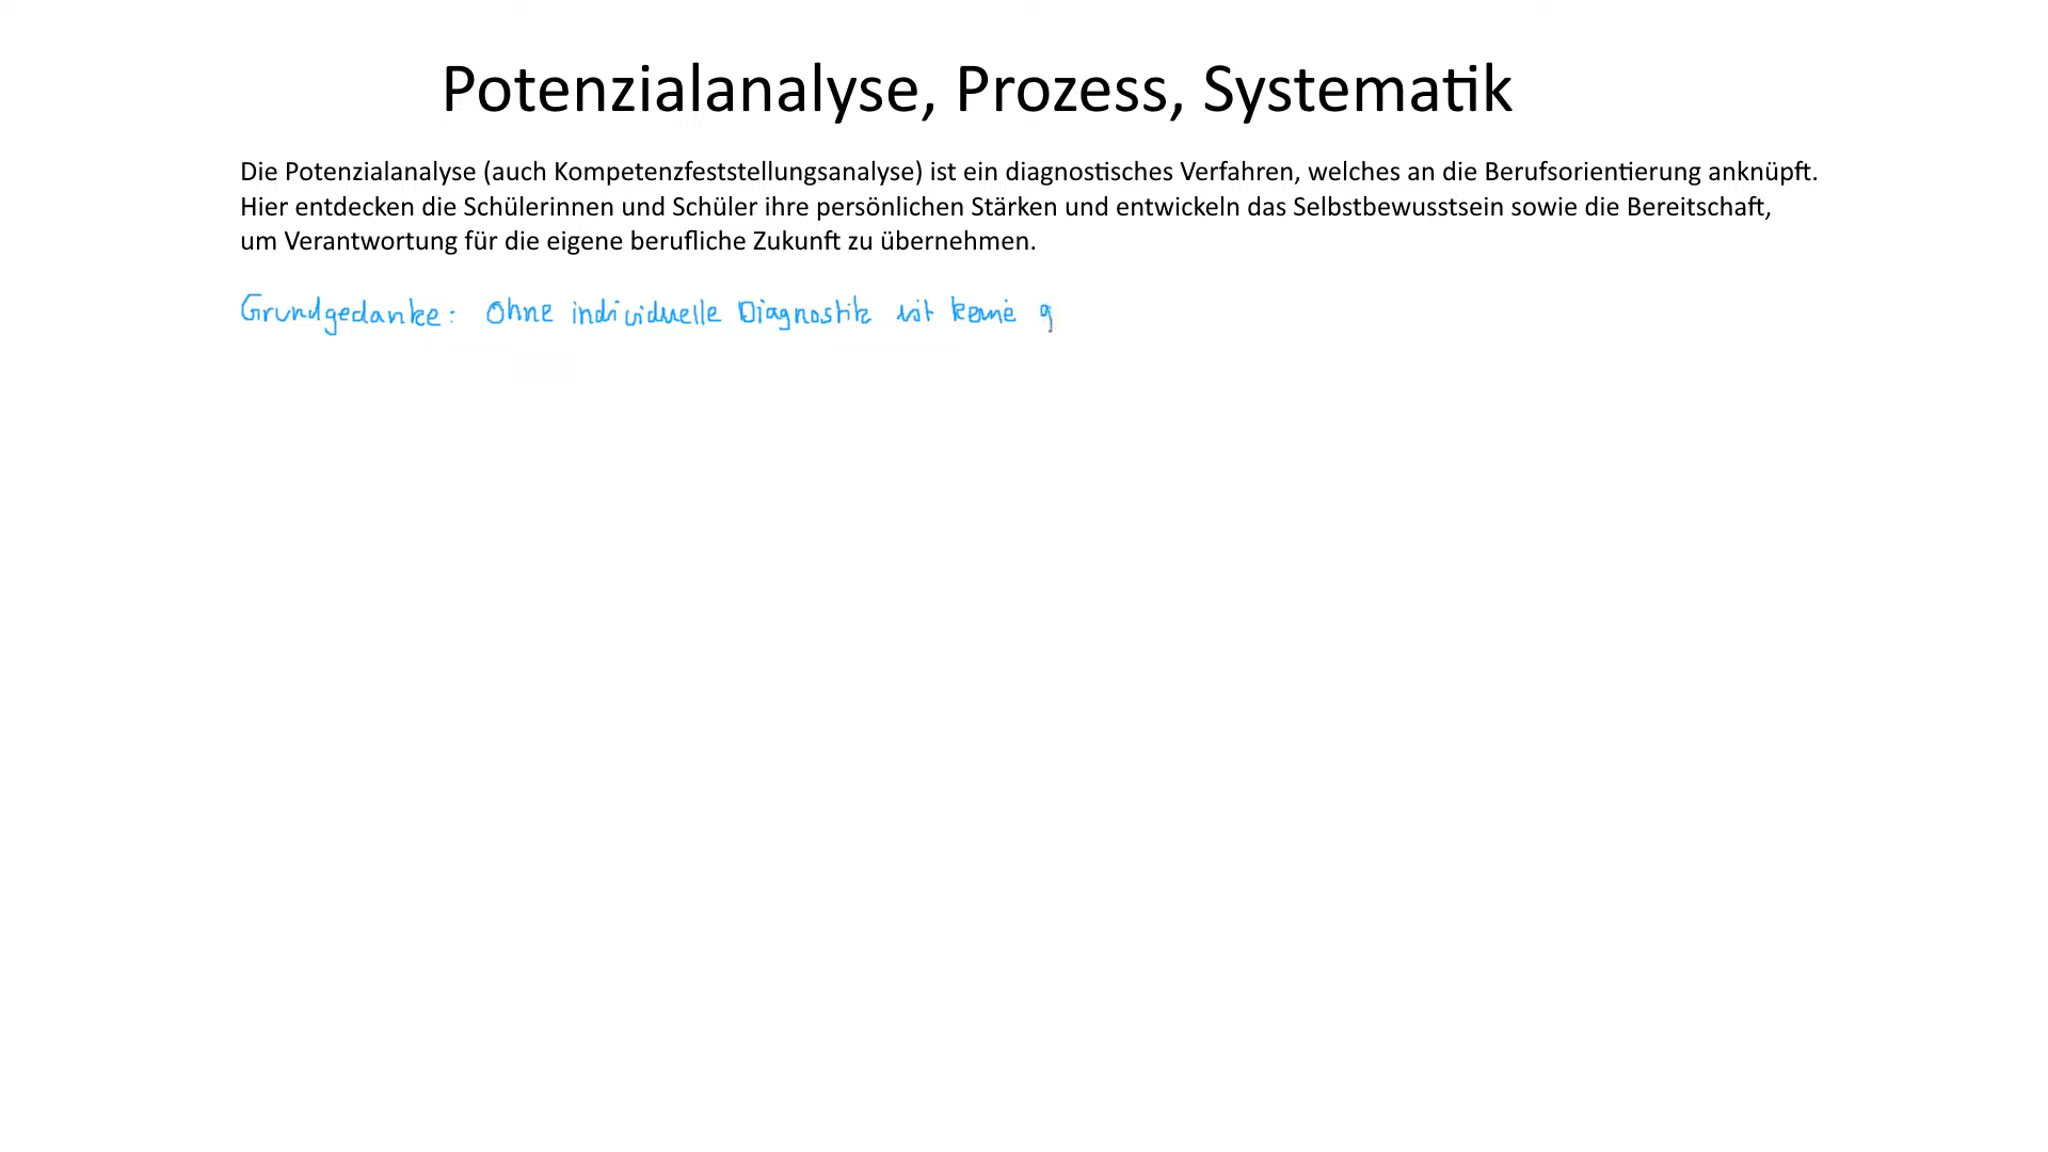 Potenzialanalyse, Prozess, Systematik
Die Potenzialanalyse (auch Kompetenzfeststellungsanalyse) ist ein diagnostisches Verfahren, welches an die Berufsorientierung anknüpft.
Hier entdecken die Schülerinnen und Schüler ihre persönlichen Stärken und entwickeln das Selbstbewusstsein sowie die Bereitschaft,
um Verantwortung für die eigene berufliche Zukunft zu übernehmen.
Grundgedanke: Ohne individuelle Diagnostik ist keine g